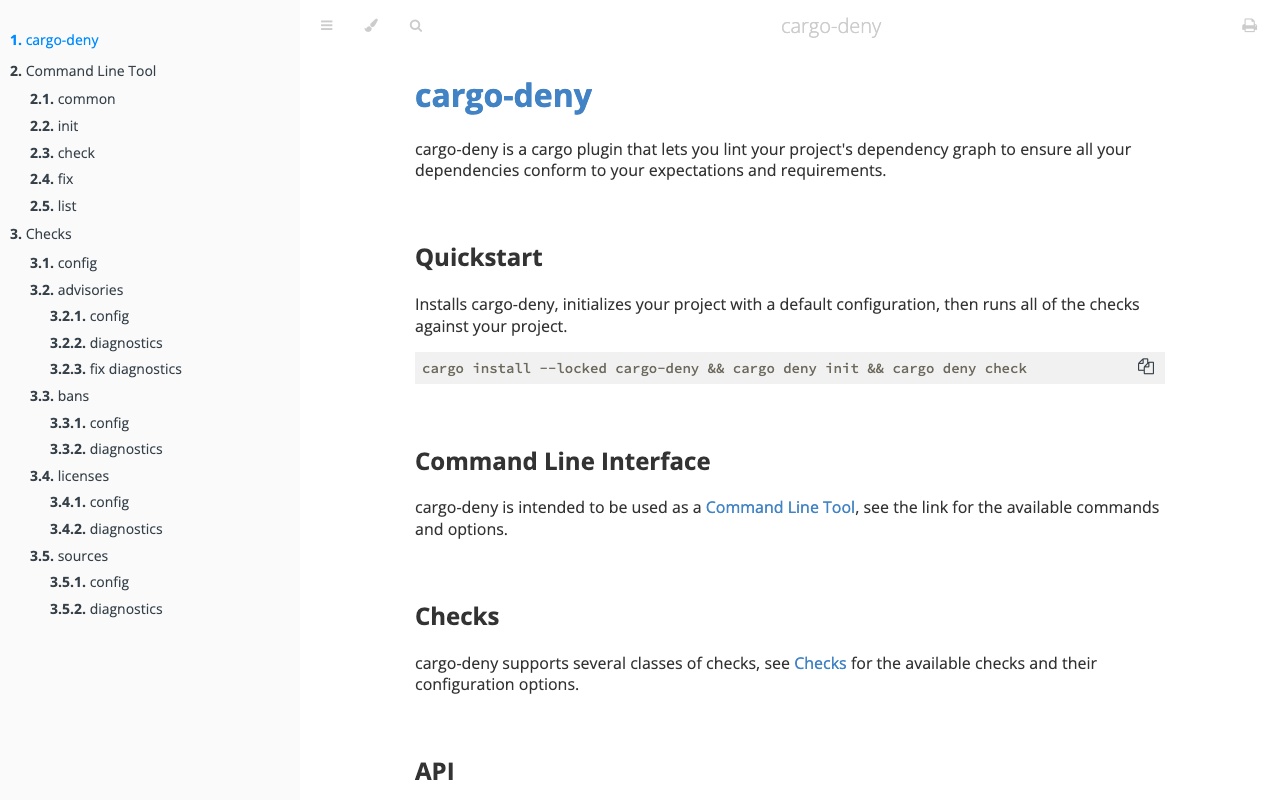 1. cargo-deny
2. Command Line Tool
2.1. common
2.2. init
2.3. check
2.4. fix
2.5. list
3. Checks
3.1. config
3.2. advisories
3.2.1. config
3.2.2. diagnostics
3.2.3. fix diagnostics
3.3. bans
3.3.1. config
3.3.2. diagnostics
3.4. licenses
3.4.1. config
3.4.2. diagnostics
3.5. sources
3.5.1. config
3.5.2. diagnostics
cargo-deny
cargo-deny
cargo-deny is a cargo plugin that lets you lint your project's dependency graph to ensure all your
dependencies conform to your expectations and requirements.
Quickstart
Installs cargo-deny, initializes your project with a default configuration, then runs all of the checks
against your project.
cargo install --locked cargo-deny && cargo deny init && cargo deny check
Command Line Interface
cargo-deny is intended to be used as a Command Line Tool, see the link for the available commands
and options.
Checks
cargo-deny supports several classes of checks, see Checks for the available checks and their
configuration options.
API